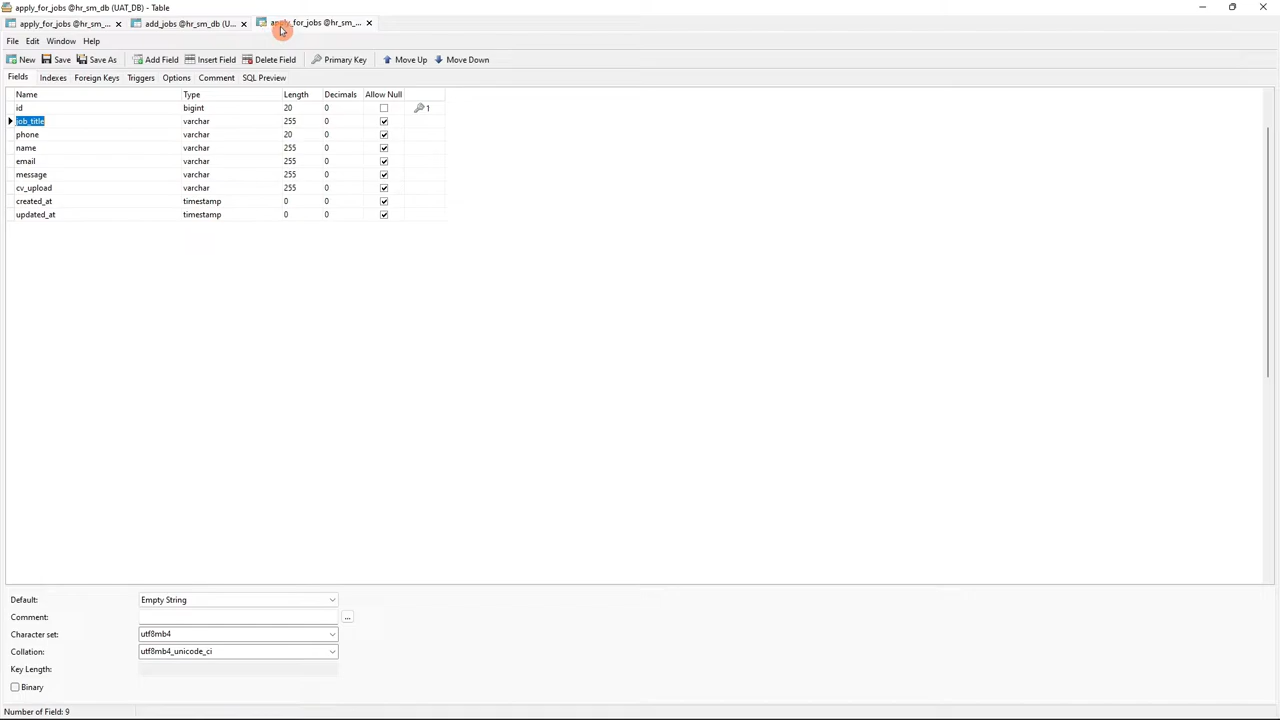 apply_for_jobs @hr_sm_db (UAT_DB) - Table
apply_for_jobs @hr_sm_... add_jobs @hr_sm_db (U... apply_for_jobs @hr_sm_...
File Edit Window Help
New Save Save As Add Field Insert Field Delete Field Primary Key Move Up Move Down
Fields Indexes Foreign Keys Triggers Options Comment SQL Preview
Name Type Length Decimals Allow Null
id bigint 20 0 1
job_title varchar 255 0
phone varchar 20 0
name varchar 255 0
email varchar 255 0
message varchar 255 0
cv_upload varchar 255 0
created_at timestamp 0 0
updated_at timestamp 0 0
Default: Empty String
Comment: ...
Character set: utf8mb4
Collation: utf8mb4_unicode_ci
Key Length:
Binary
Number of Field: 9